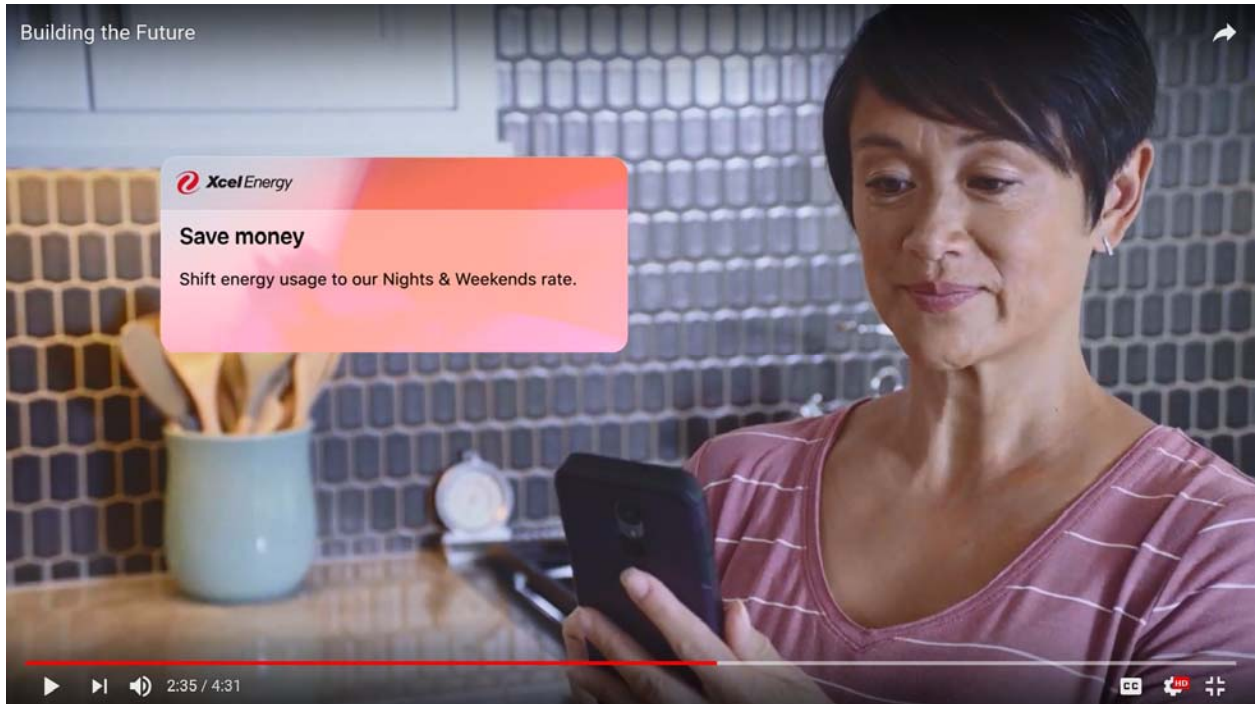 Building the Future
Xcel Energy
Save money
Shift energy usage to our Nights & Weekends rate.
2:35 / 4:31
CC
HD